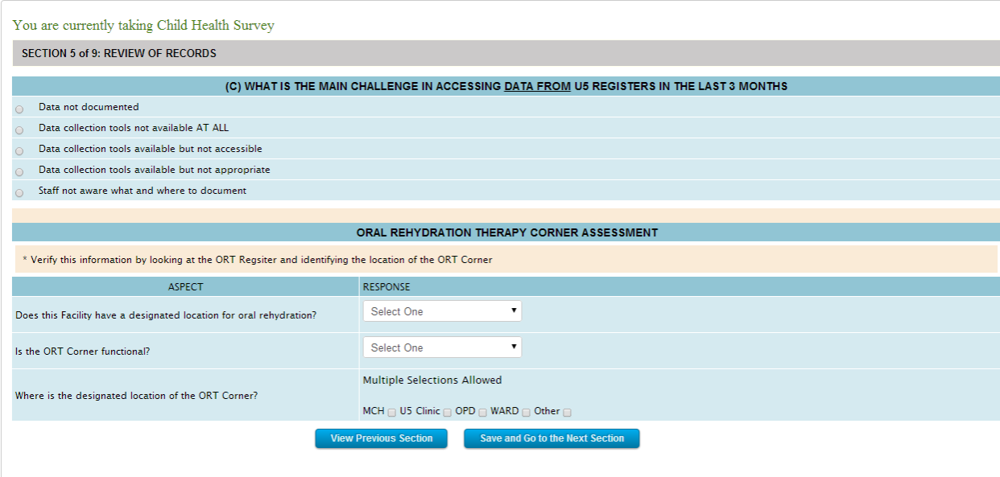 You are currently taking Child Health Survey
SECTION 5 of 9: REVIEW OF RECORDS
(C) WHAT IS THE MAIN CHALLENGE IN ACCESSING DATA FROM U5 REGISTERS IN THE LAST 3 MONTHS
Data not documented
Data collection tools not available AT ALL
Data collection tools available but not accessible
Data collection tools available but not appropriate
Staff not aware what and where to document
ORAL REHYDRATION THERAPY CORNER ASSESSMENT
* Verify this information by looking at the ORT Regsiter and identifying the location of the ORT Corner
ASPECT RESPONSE
Does this Facility have a designated location for oral rehydration? Select One
Is the ORT Corner functional? Select One
Multiple Selections Allowed
Where is the designated location of the ORT Corner?
MCH U5 Clinic OPD WARD Other
View Previous Section Save and Go to the Next Section